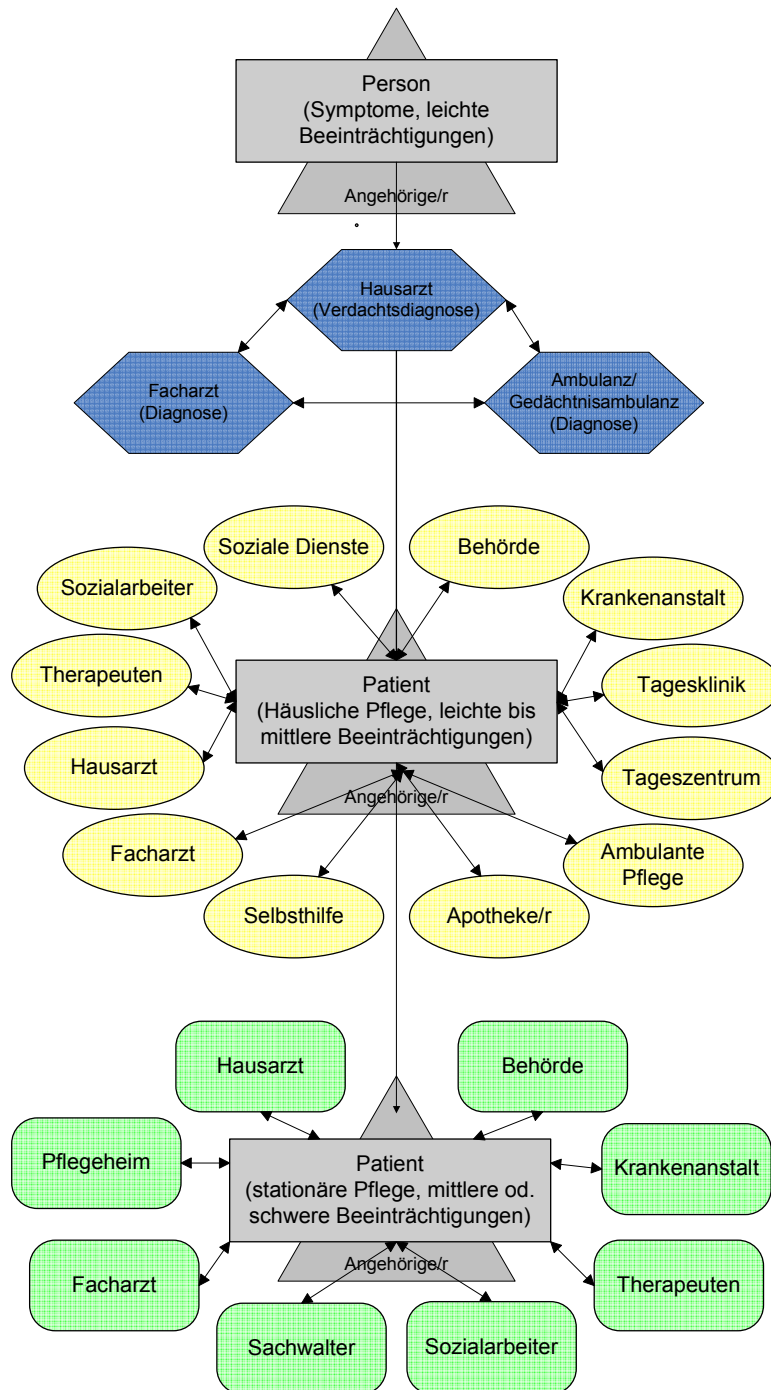 Person
(Symptome, leichte
Beeinträchtigungen)
Angehörige/r
Hausarzt
(Verdachtsdiagnose)
Facharzt
(Diagnose)
Ambulanz/
Gedächtnisambulanz
(Diagnose)
Soziale Dienste
Behörde
Sozialarbeiter
Krankenanstalt
Therapeuten
Tagesklinik
Patient
(Häusliche Pflege, leichte bis
mittlere Beeinträchtigungen)
Hausarzt
Tageszentrum
Angehörige/r
Facharzt
Ambulante
Pflege
Selbsthilfe
Apotheke/r
Hausarzt
Behörde
Pflegeheim
Krankenanstalt
Patient
(stationäre Pflege, mittlere od.
schwere Beeinträchtigungen)
Angehörige/r
Facharzt
Therapeuten
Sachwalter
Sozialarbeiter